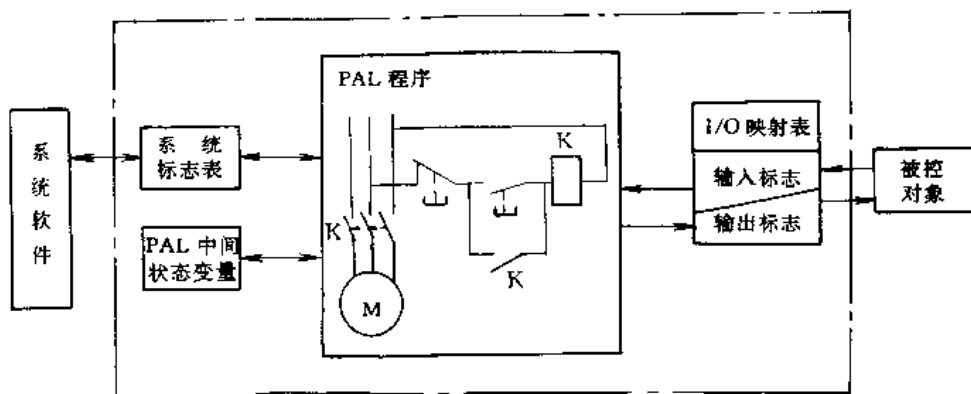 系统软件
系统
标志表
PAL 中间
状态变量
PAL 程序
K
K
K
M
I/O 映射表
输入标志
输出标志
被控
对象